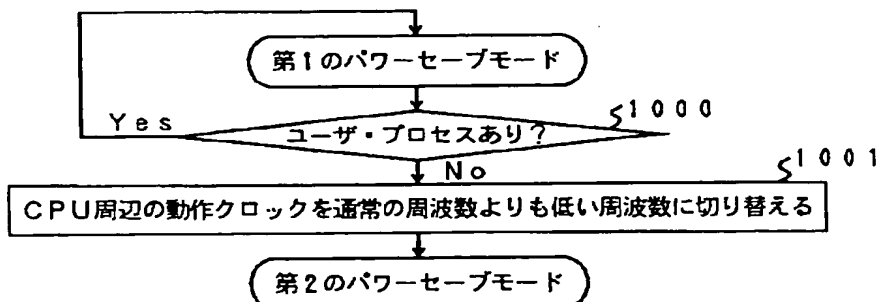 第1のパワーセーブモード
ユーザ・プロセスあり？
1000
Yes
No
1001
CPU周辺の動作クロックを通常の周波数よりも低い周波数に切り替える
第2のパワーセーブモード